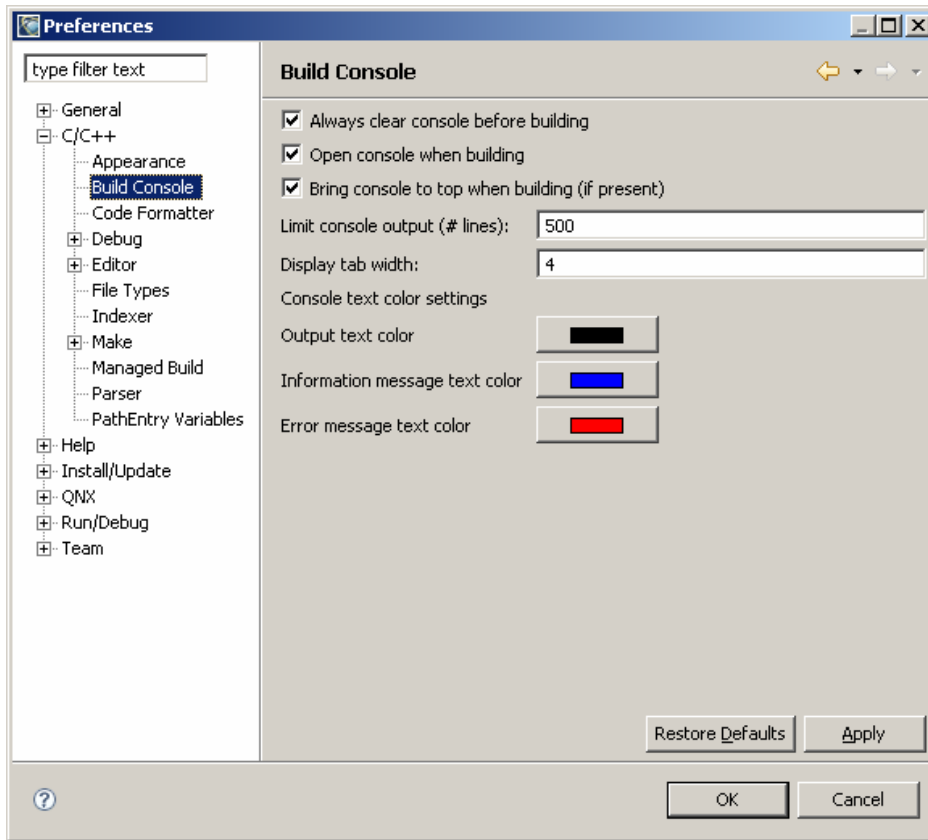 Preferences
type filter text
General
C/C++
Appearance
Build Console
Code Formatter
Debug
Editor
File Types
Indexer
Make
Managed Build
Parser
PathEntry Variables
Help
Install/Update
QNX
Run/Debug
Team
Build Console
Always clear console before building
Open console when building
Bring console to top when building (if present)
Limit console output (# lines): 500
Display tab width: 4
Console text color settings
Output text color
Information message text color
Error message text color
Restore Defaults Apply
OK Cancel